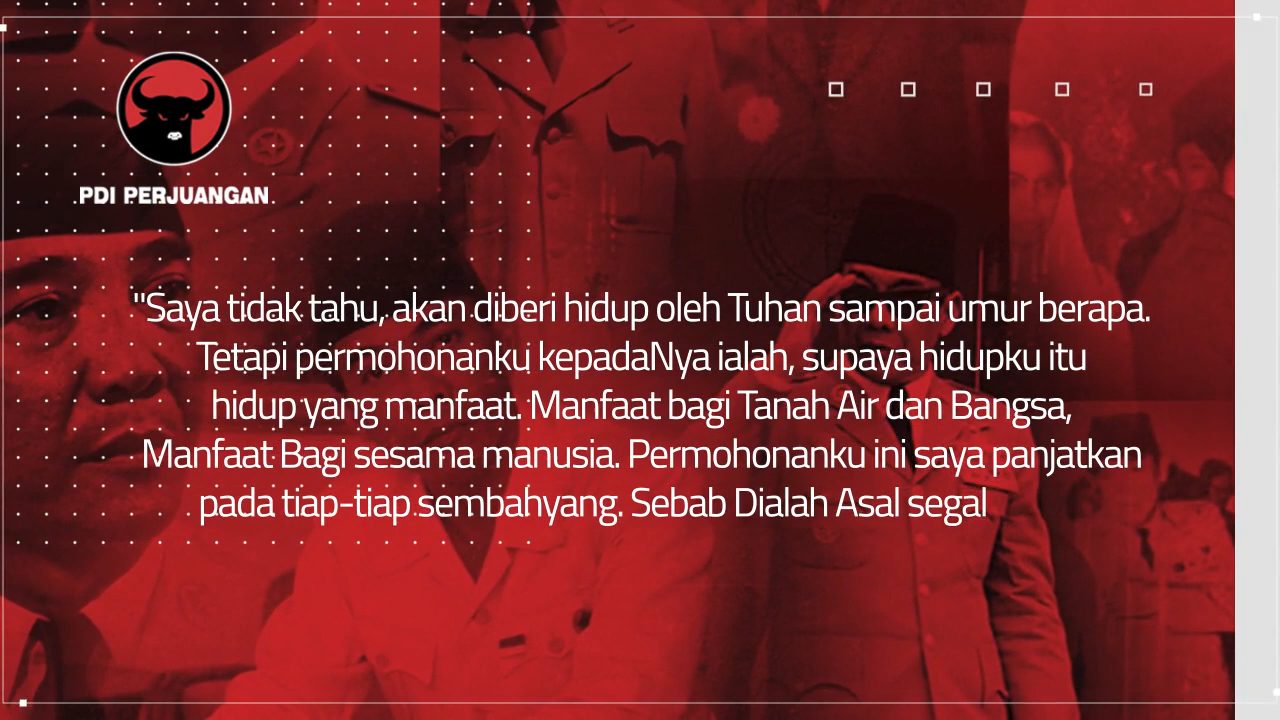 PDI PERJUANGAN
"Saya tidak tahu, akan diberi hidup oleh Tuhan sampai umur berapa.
Tetapi permohonanku kepadaNya ialah, supaya hidupku itu
hidup yang manfaat. Manfaat bagi Tanah Air dan Bangsa,
Manfaat Bagi sesama manusia. Permohonanku ini saya panjatkan
pada tiap-tiap sembahyang. Sebab Dialah Asal segal